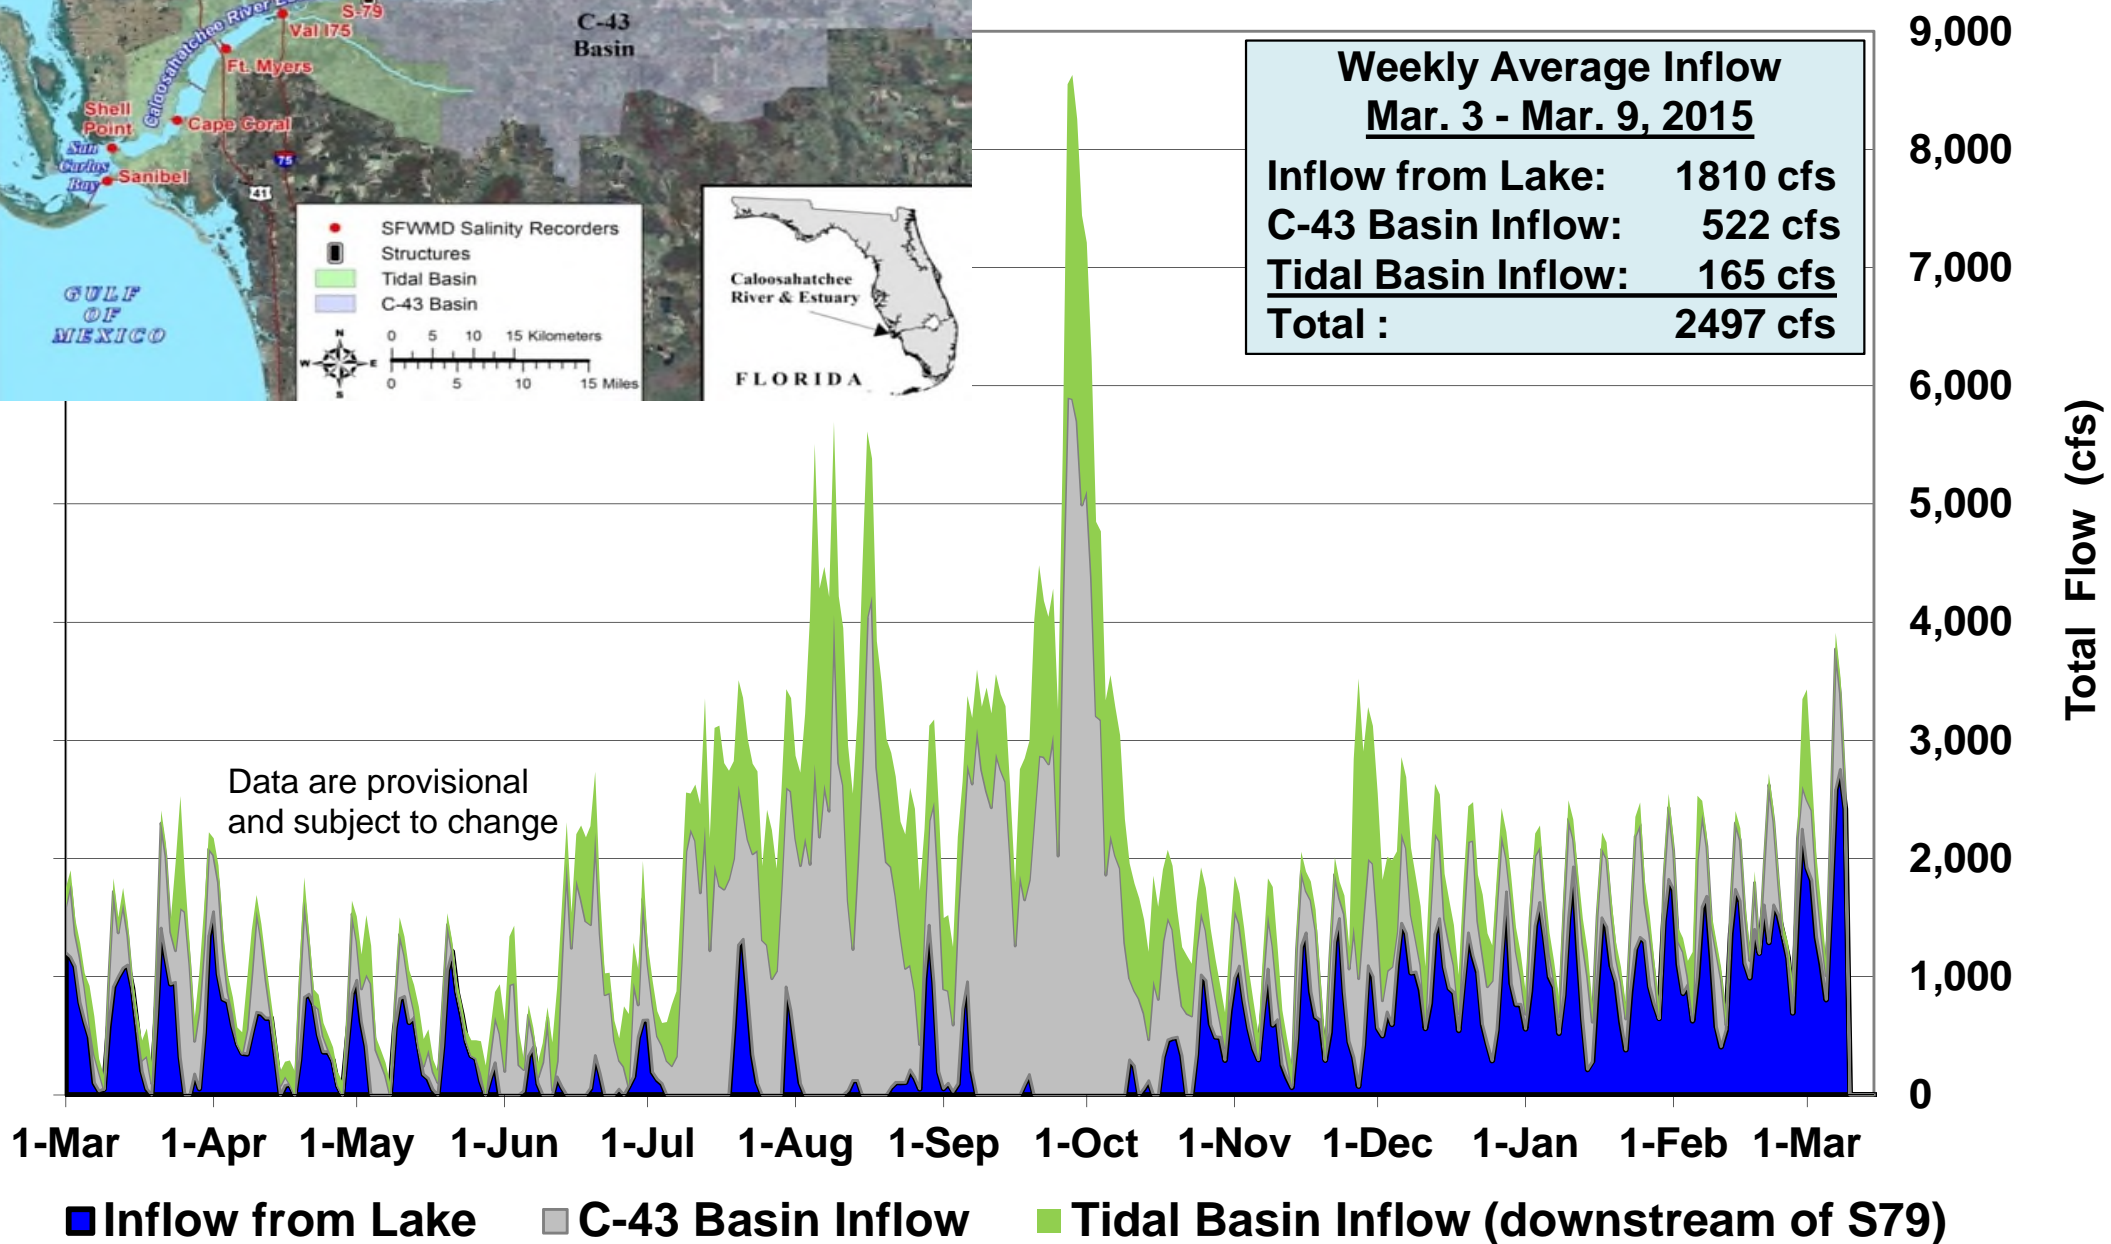 S-79
Val I75
Caloosahatchee River
C-43
Basin
Ft. Myers
Shell
Point
Cape Coral
San
Carlos
Bay
Sanibel
75
41
GULF
OF
MEXICO
SFWMD Salinity Recorders
Structures
Tidal Basin
C-43 Basin
N
W E
S
0 5 10 15 Kilometers
0 5 10 15 Miles
Caloosahatchee
River & Estuary
FLORIDA
Weekly Average Inflow
Mar. 3 - Mar. 9, 2015
Inflow from Lake: 1810 cfs
C-43 Basin Inflow: 522 cfs
Tidal Basin Inflow: 165 cfs
Total : 2497 cfs
9,000
8,000
7,000
6,000
5,000
4,000
3,000
2,000
1,000
0
Total Flow (cfs)
Data are provisional
and subject to change
1-Mar 1-Apr 1-May 1-Jun 1-Jul 1-Aug 1-Sep 1-Oct 1-Nov 1-Dec 1-Jan 1-Feb 1-Mar
Inflow from Lake C-43 Basin Inflow Tidal Basin Inflow (downstream of S79)